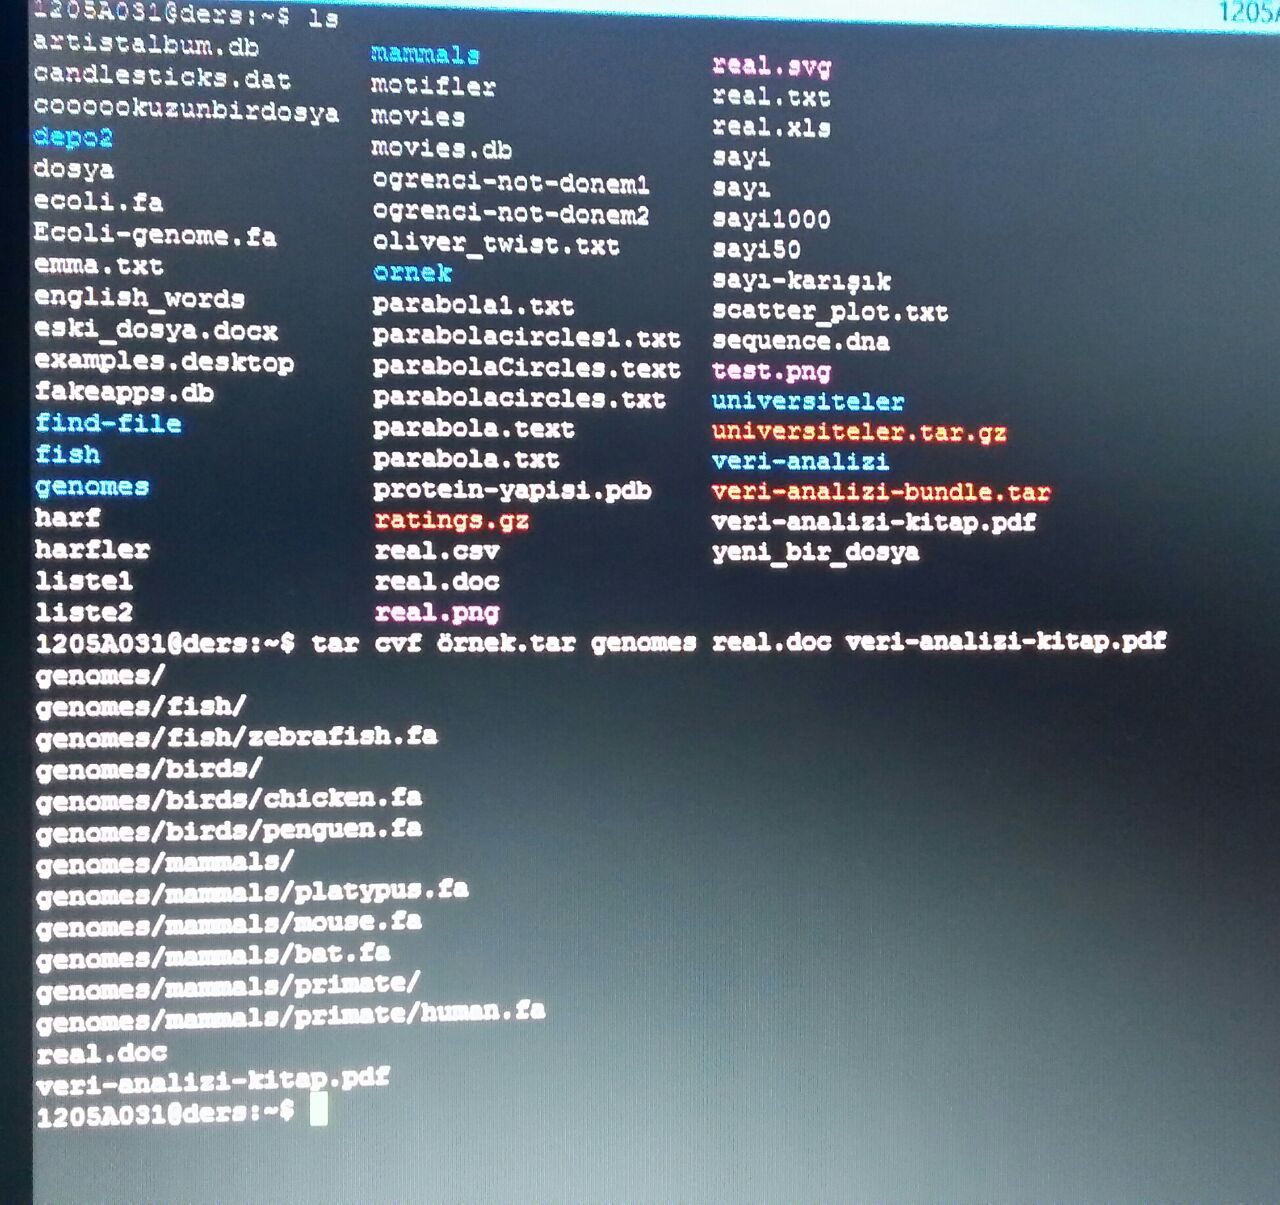 1205A031@ders:~$ ls
1205A
artistalbum.db mammals real.svg
candlesticks.dat motifler real.txt
coooookuzunbirdosya movies real.xls
depo2 movies.db sayi
dosya ogrenci-not-donem1 sayı
ecoli.fa ogrenci-not-donem2 sayi1000
Ecoli-genome.fa oliver_twist.txt sayi50
emma.txt ornek sayı-karışık
english_words parabola1.txt scatter_plot.txt
eski_dosya.docx parabolacircles1.txt sequence.dna
examples.desktop parabolaCircles.text test.png
fakeapps.db parabolacircles.txt universiteler
find-file parabola.text universiteler.tar.gz
fish parabola.txt veri-analizi
genomes protein-yapisi.pdb veri-analizi-bundle.tar
harf ratings.gz veri-analizi-kitap.pdf
harfler real.csv yeni_bir_dosya
liste1 real.doc
liste2 real.png
1205A031@ders:~$ tar cvf örnek.tar genomes real.doc veri-analizi-kitap.pdf
genomes/
genomes/fish/
genomes/fish/zebrafish.fa
genomes/birds/
genomes/birds/chicken.fa
genomes/birds/penguen.fa
genomes/mammals/
genomes/mammals/platypus.fa
genomes/mammals/mouse.fa
genomes/mammals/bat.fa
genomes/mammals/primate/
genomes/mammals/primate/human.fa
real.doc
veri-analizi-kitap.pdf
1205A031@ders:~$